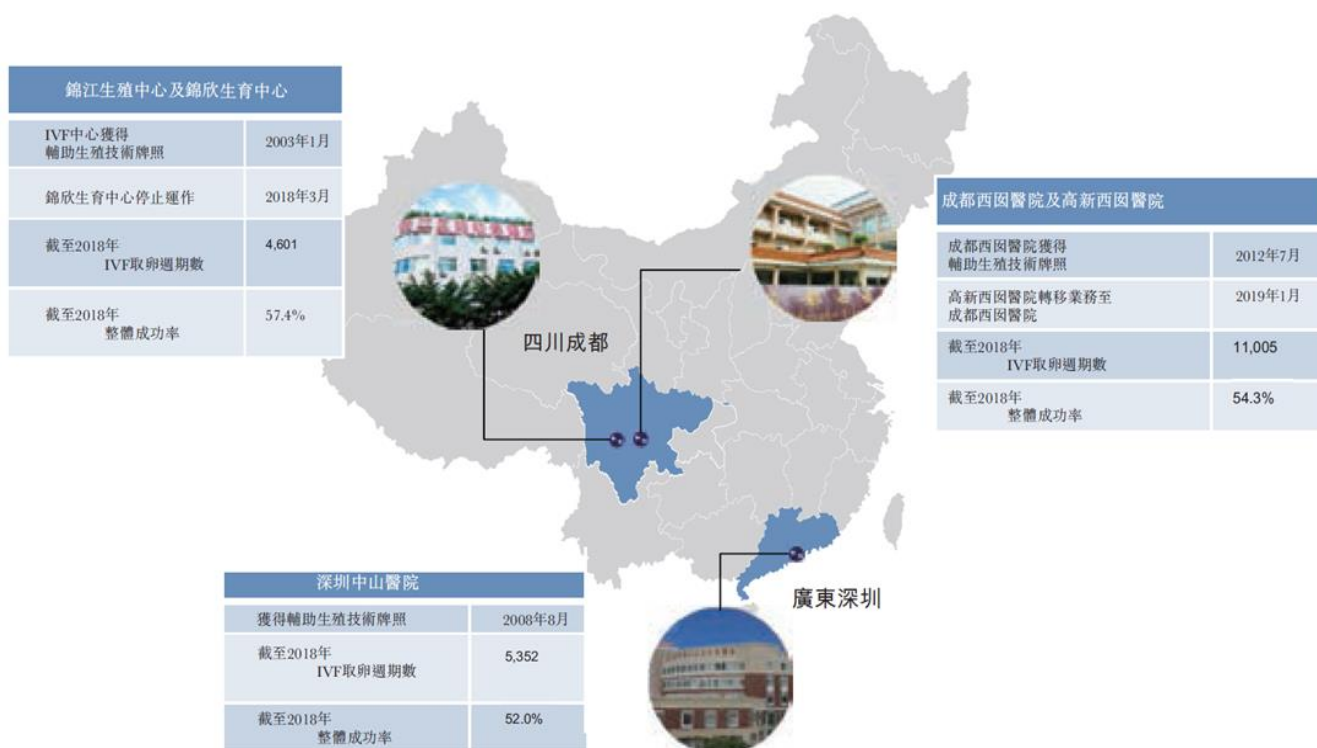 錦江生殖中心及錦欣生育中心
IVF中心獲得
輔助生殖技術牌照
2003年1月
錦欣生育中心停止運作
2018年3月
截至2018年
IVF取卵週期數
4,601
截至2018年
整體成功率
57.4%
成都西囡醫院及高新西囡醫院
成都西囡醫院獲得
輔助生殖技術牌照
2012年7月
高新西囡醫院轉移業務至
成都西囡醫院
2019年1月
截至2018年
IVF取卵週期數
11,005
截至2018年
整體成功率
54.3%
四川成都
廣東深圳
深圳中山醫院
獲得輔助生殖技術牌照
2008年8月
截至2018年
IVF取卵週期數
5,352
截至2018年
整體成功率
52.0%